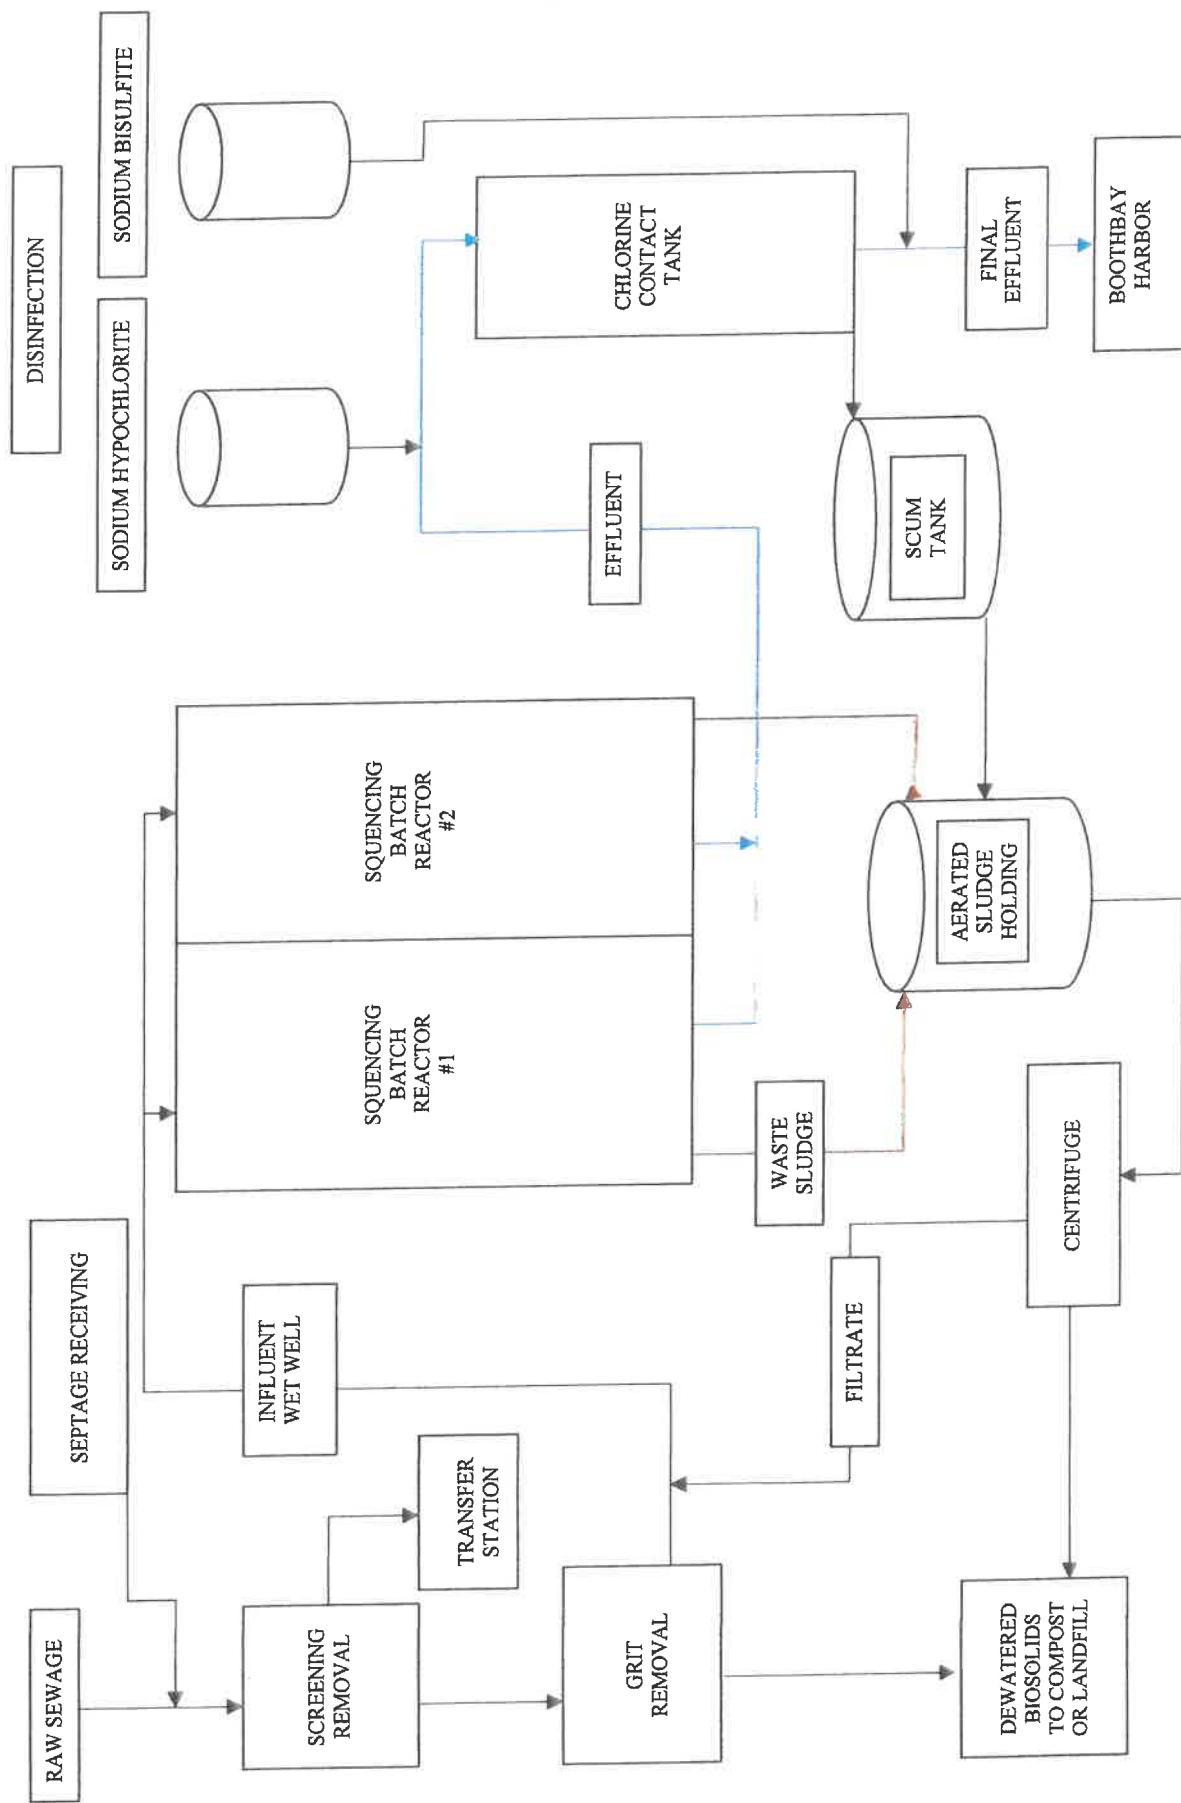 RAW SEWAGE
SEPTAGE RECEIVING
DISINFECTION
SODIUM HYPOCHLORITE
SODIUM BISULFITE
SCREENING
REMOVAL
INFLUENT
WET WELL
TRANSFER
STATION
GRIT
REMOVAL
SQUENCING
BATCH
REACTOR
#1
SQUENCING
BATCH
REACTOR
#2
EFFLUENT
CHLORINE
CONTACT
TANK
WASTE
SLUDGE
FILTRATE
SCUM
TANK
AERATED
SLUDGE
HOLDING
FINAL
EFFLUENT
DEWATERED
BIOSOLIDS
TO COMPOST
OR LANDFILL
CENTRIFUGE
BOOTHBAY
HARBOR